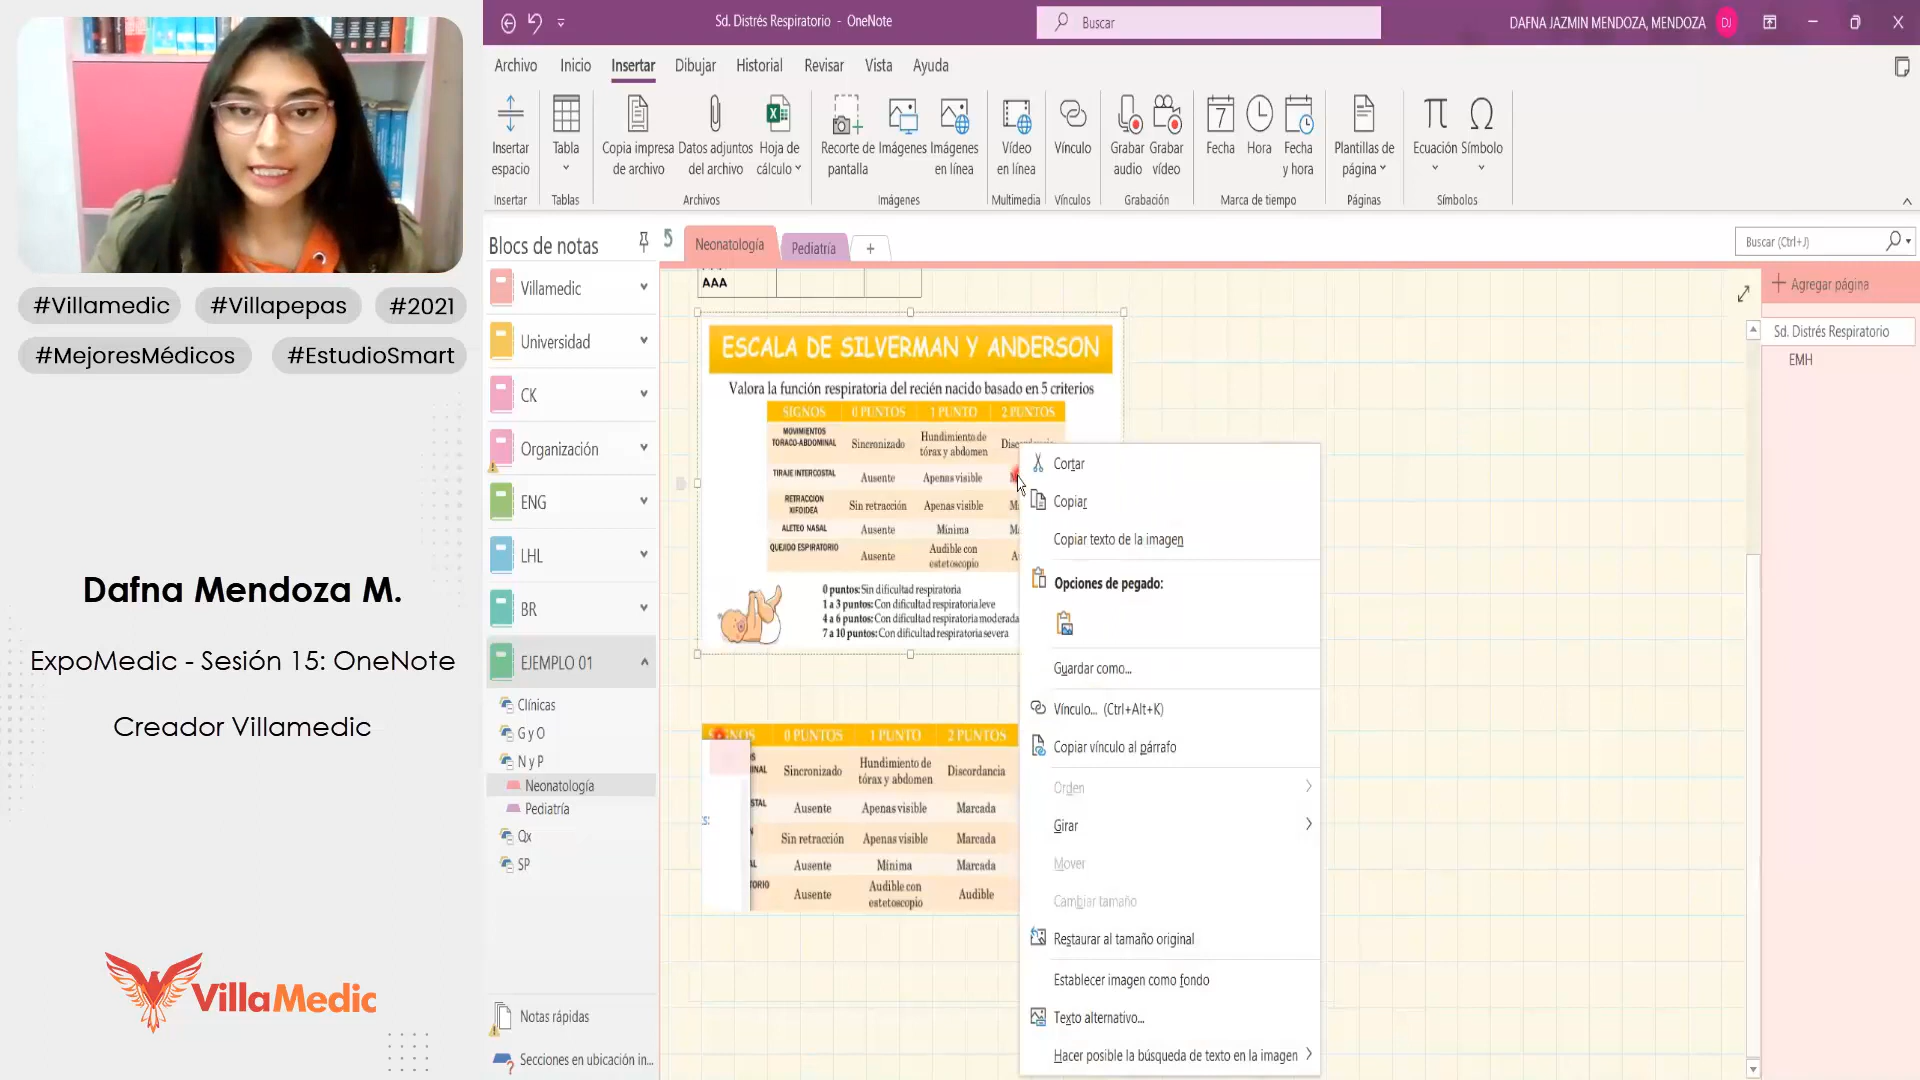 Sd. Distrés Respiratorio - OneNote
Buscar
DAFNA JAZMIN MENDOZA, MENDOZA
DJ
Archivo
Inicio
Insertar
Dibujar
Historial
Revisar
Vista
Ayuda
Insertar espacio
Tabla
Copia impresa de archivo
Datos adjuntos del archivo
Hoja de cálculo
Recorte de pantalla
Imágenes
Imágenes en línea
Vídeo en línea
Vínculo
Grabar audio
Grabar vídeo
Fecha
Hora
Fecha y hora
Plantillas de página
Ecuación
Símbolo
Insertar
Tablas
Archivos
Imágenes
Multimedia
Vínculos
Grabación
Marca de tiempo
Páginas
Símbolos
Blocs de notas
Neonatología
Pediatría
+
Buscar (Ctrl+J)
Villamedic
Universidad
CK
Organización
ENG
LHL
BR
EJEMPLO 01
Clínicas
G y O
N y P
Neonatología
Pediatría
Qx
SP
Notas rápidas
Secciones en ubicación in...
Agregar página
Sd. Distrés Respiratorio
EMH
AAA
ESCALA DE SILVERMAN Y ANDERSON
Valora la función respiratoria del recién nacido basado en 5 criterios
SIGNOS 0 PUNTOS 1 PUNTO 2 PUNTOS
MOVIMIENTOS TORACO-ABDOMINAL Sincronizado Hundimiento de tórax y abdomen
TIRAJE INTERCOSTAL Ausente Apenas visible
RETRACCION XIFOIDEA Sin retracción Apenas visible
ALETEO NASAL Ausente Mínima
QUEJIDO ESPIRATORIO Ausente Audible con estetoscopio
0 puntos: Sin dificultad respiratoria
1 a 3 puntos: Con dificultad respiratoria leve
4 a 6 puntos: Con dificultad respiratoria moderada
7 a 10 puntos: Con dificultad respiratoria severa
0 PUNTOS 1 PUNTO 2 PUNTOS
Sincronizado Hundimiento de tórax y abdomen Discordancia
Ausente Apenas visible Marcada
Sin retracción Apenas visible Marcada
Ausente Mínima Marcada
Ausente Audible con estetoscopio Audible
Cortar
Copiar
Copiar texto de la imagen
Opciones de pegado:
Guardar como...
Vínculo... (Ctrl+Alt+K)
Copiar vínculo al párrafo
Orden
Girar
Mover
Cambiar tamaño
Restaurar al tamaño original
Establecer imagen como fondo
Texto alternativo...
Hacer posible la búsqueda de texto en la imagen
#Villamedic
#Villapepas
#2021
#MejoresMédicos
#EstudioSmart
Dafna Mendoza M.
ExpoMedic - Sesión 15: OneNote
Creador Villamedic
VillaMedic